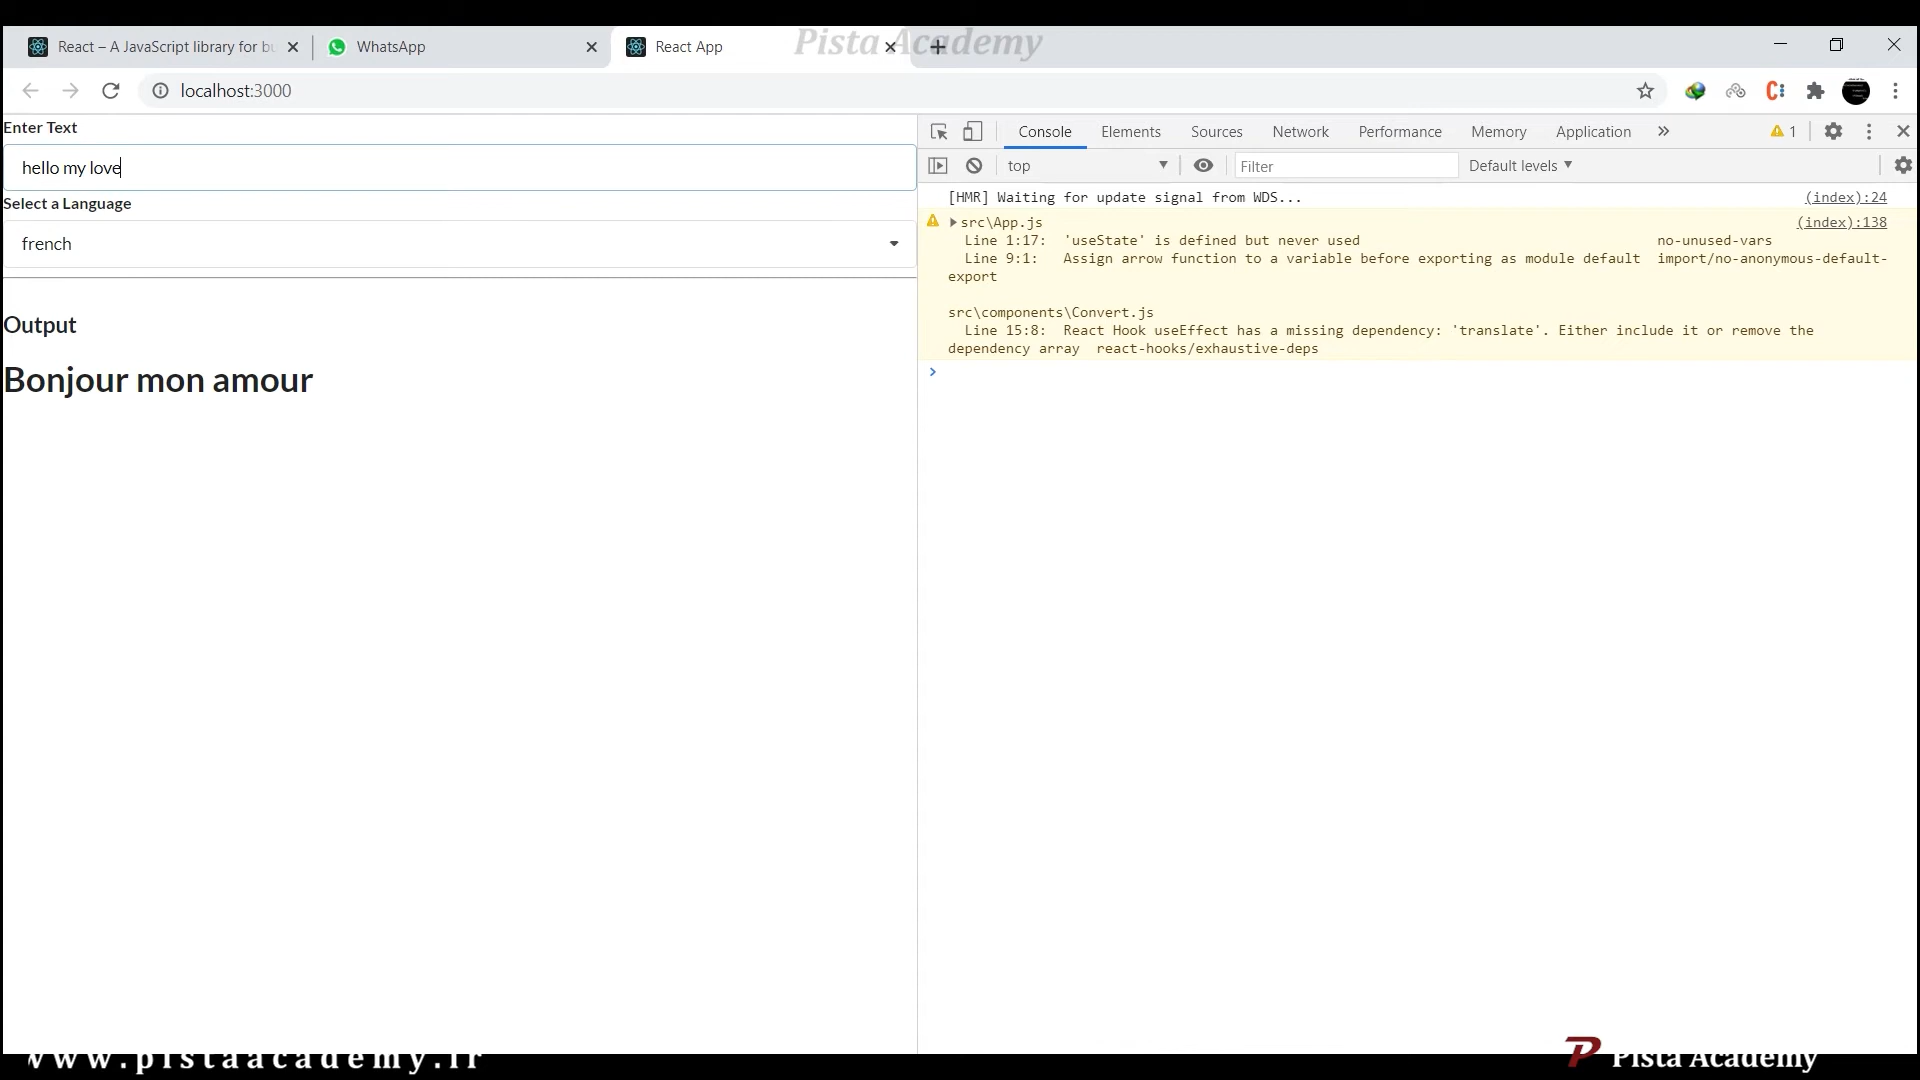 React – A JavaScript library for bu
WhatsApp
React App
Pista Academy
localhost:3000
Enter Text
hello my love
Select a Language
french
Output
Bonjour mon amour
Console Elements Sources Network Performance Memory Application » 1
top Filter Default levels
[HMR] Waiting for update signal from WDS... (index):24
src\App.js (index):138
Line 1:17: 'useState' is defined but never used no-unused-vars
Line 9:1: Assign arrow function to a variable before exporting as module default import/no-anonymous-default-
export
src\components\Convert.js
Line 15:8: React Hook useEffect has a missing dependency: 'translate'. Either include it or remove the
dependency array react-hooks/exhaustive-deps
www.pistaacademy.ir
Pista Academy